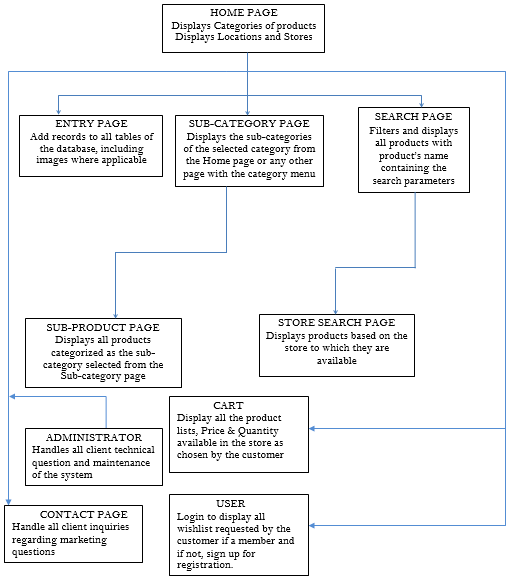 HOME PAGE
Displays Categories of products
Displays Locations and Stores
ENTRY PAGE
Add records to all tables of
the database, including
images where applicable
SUB-CATEGORY PAGE
Displays the sub-categories
of the selected category from
the Home page or any other
page with the category menu
SEARCH PAGE
Filters and displays
all products with
product's name
containing the
search parameters
SUB-PRODUCT PAGE
Displays all products
categorized as the sub-
category selected from the
Sub-category page
STORE SEARCH PAGE
Displays products based on the
store to which they are
available
CART
Display all the product
lists, Price & Quantity
available in the store as
chosen by the customer
ADMINISTRATOR
Handles all client technical
question and maintenance
of the system
CONTACT PAGE
Handle all client inquiries
regarding marketing
questions
USER
Login to display all
wishlist requested by the
customer if a member and
if not, sign up for
registration.